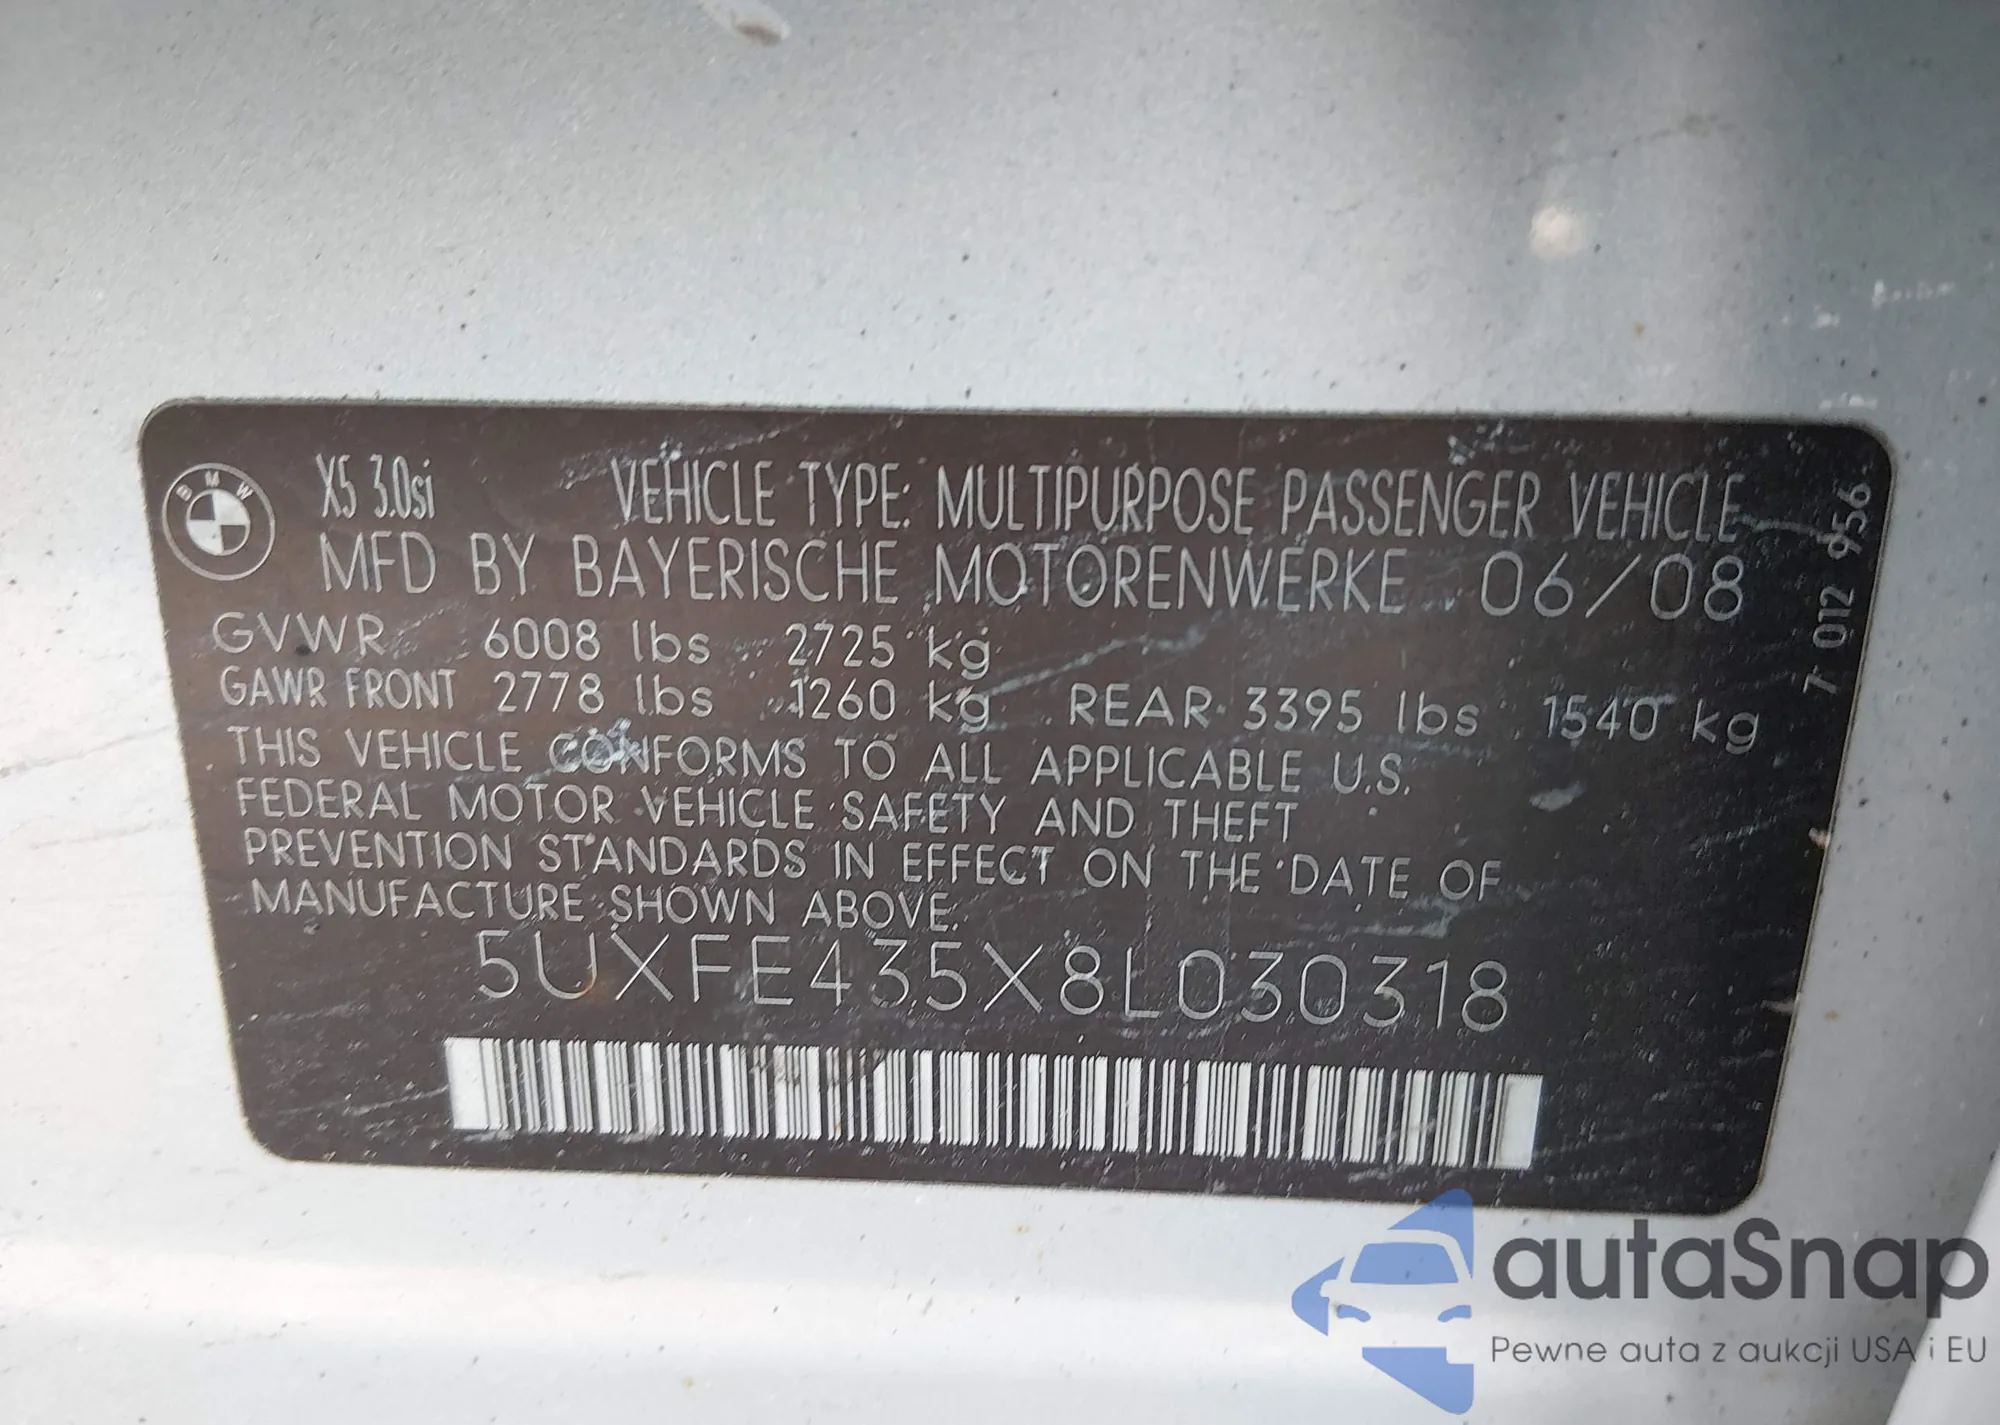 BMW
X5 3.0si VEHICLE TYPE: MULTIPURPOSE PASSENGER VEHICLE
MFD BY BAYERISCHE MOTORENWERKE 06/08
GVWR 6008 lbs 2725 kg
GAWR FRONT 2778 lbs 1260 kg REAR 3395 lbs 1540 kg
THIS VEHICLE CONFORMS TO ALL APPLICABLE U.S.
FEDERAL MOTOR VEHICLE SAFETY AND THEFT
PREVENTION STANDARDS IN EFFECT ON THE DATE OF
MANUFACTURE SHOWN ABOVE.
5UXFE435X8L030318
7 012 956
autaSnap
Pewne auta z aukcji USA i EU